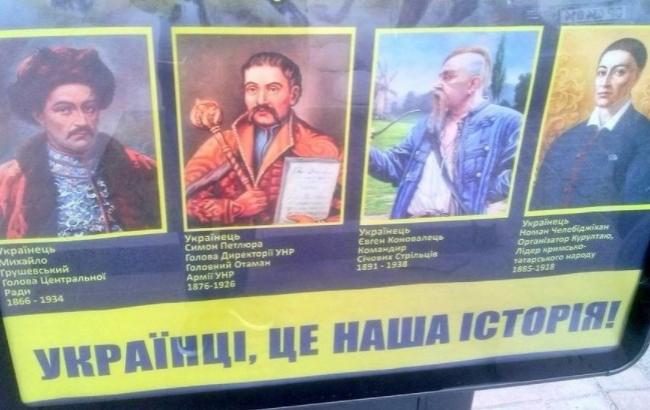 Українець
Михайло
Грушевський
Голова Центральної
Ради
1866 - 1934
Українець
Симон Петлюра
Голова Директорії УНР
Головний Отаман
Армії УНР
1876-1926
Українець
Євген Коновалець
Командир
Січових Стрільців
1891 - 1938
Українець
Номан Челебіджіхан
Організатор Курултаю,
Лідер кримсько-
татарського народу
1885-1918
УКРАЇНЦІ, ЦЕ НАША ІСТОРІЯ!